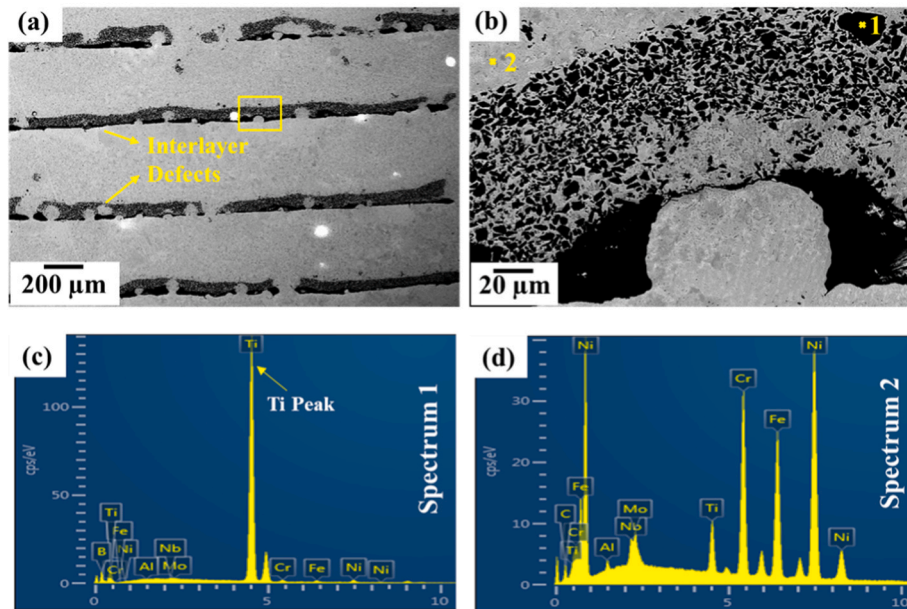 (a)
Interlayer
Defects
200 µm
(b)
1
2
20 µm
(c)
Ti
Ti Peak
100
50
0
cps/eV
Ti
Fe
Ni
B
Cr
Al
Nb
Mo
Cr
Fe
Ni
Ni
0
5
10
Spectrum 1
(d)
Ni
Ni
Cr
Fe
30
20
10
0
cps/eV
Fe
C
Cr
Ti
Al
Mo
Nb
Ti
Ni
0
5
10
Spectrum 2